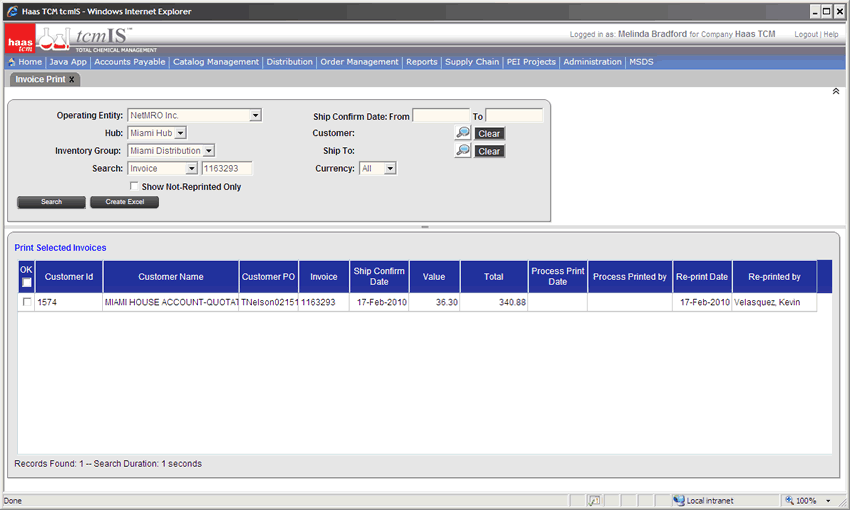 Haas TCM tcmIS - Windows Internet Explorer
haas tcm
tcmIS™
TOTAL CHEMICAL MANAGEMENT
Logged in as: Melinda Bradford for Company Haas TCM
Logout | Help
Home | Java App | Accounts Payable | Catalog Management | Distribution | Order Management | Reports | Supply Chain | PEI Projects | Administration | MSDS
Invoice Print X
Operating Entity: NetMRO Inc. Ship Confirm Date: From To
Hub: Miami Hub Customer: Clear
Inventory Group: Miami Distribution Ship To: Clear
Search: Invoice 1163293 Currency: All
Show Not-Reprinted Only
Search Create Excel
Print Selected Invoices
OK Customer Id Customer Name Customer PO Invoice Ship Confirm Date Value Total Process Print Date Process Printed by Re-print Date Re-printed by
1574 MIAMI HOUSE ACCOUNT-QUOTAT TNelson02151 1163293 17-Feb-2010 36.30 340.88 17-Feb-2010 Velasquez, Kevin
Records Found: 1 -- Search Duration: 1 seconds
Done Local intranet 100%